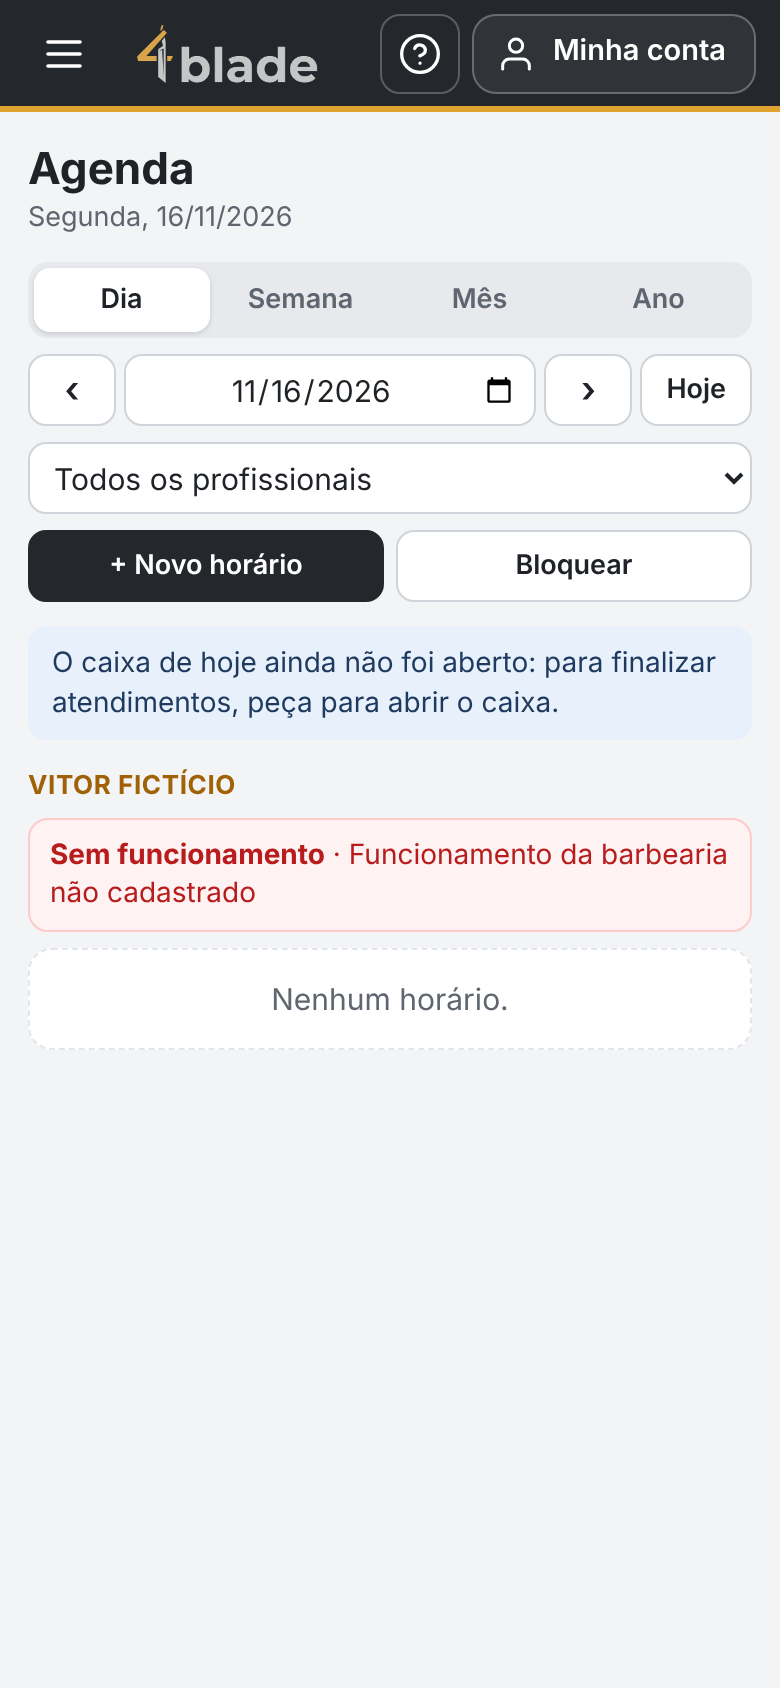 4blade
Minha conta
Agenda
Segunda, 16/11/2026
Dia
Semana
Mês
Ano
‹
11/16/2026
›
Hoje
Todos os profissionais
+ Novo horário
Bloquear
O caixa de hoje ainda não foi aberto: para finalizar
atendimentos, peça para abrir o caixa.
VITOR FICTÍCIO
Sem funcionamento · Funcionamento da barbearia
não cadastrado
Nenhum horário.